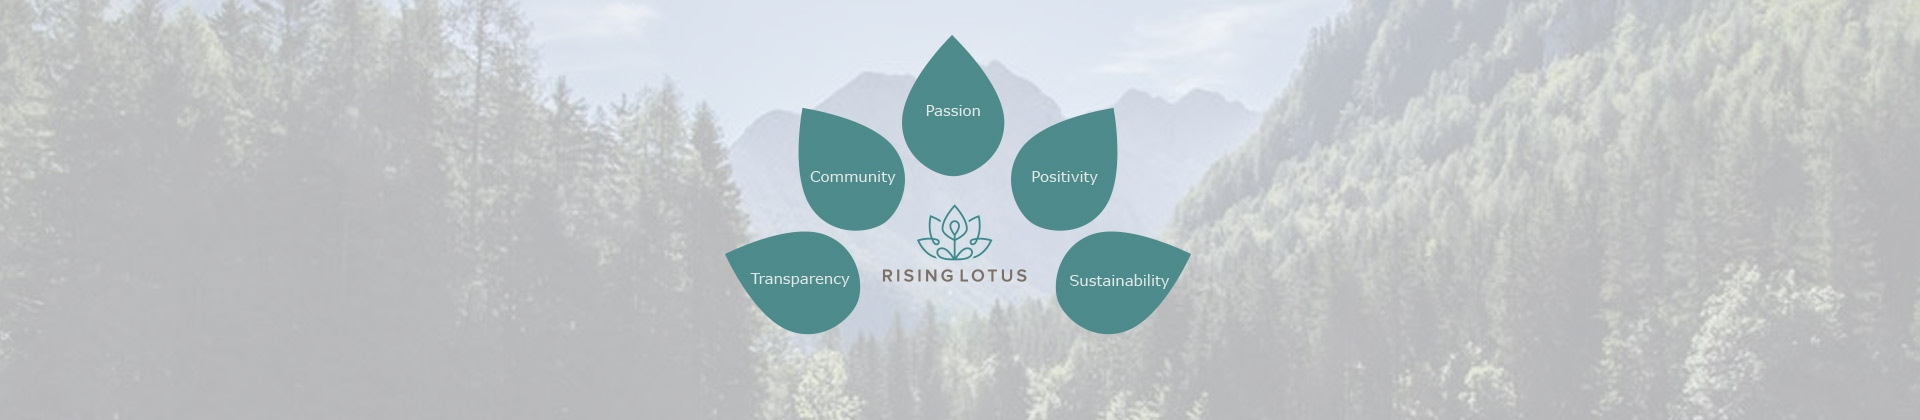 Passion
Community
Positivity
Transparency
Sustainability
RISING LOTUS